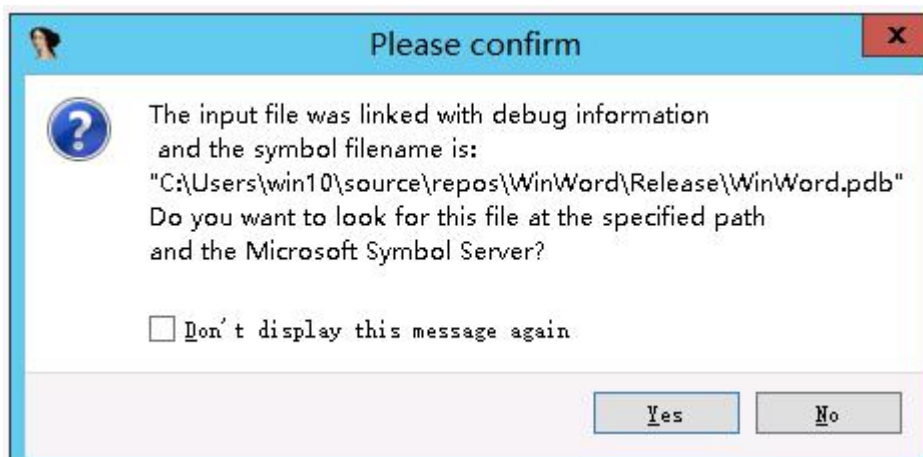 Please confirm
x
The input file was linked with debug information
and the symbol filename is:
"C:\Users\win10\source\repos\WinWord\Release\WinWord.pdb"
Do you want to look for this file at the specified path
and the Microsoft Symbol Server?
Don't display this message again
Yes
No